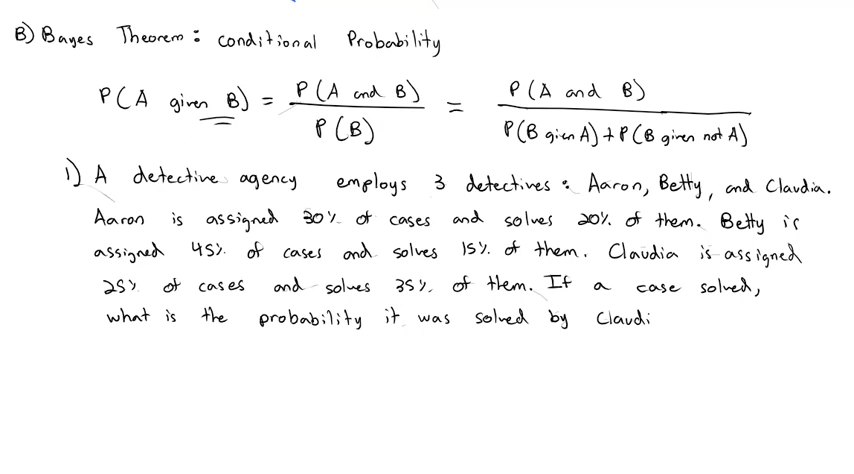 B) Bayes Theorem: conditional Probability
P(A given B) = P(A and B) / P(B) = P(A and B) / P(B given A) + P(B given not A)
1) A detective agency employs 3 detectives: Aaron, Betty, and Claudia.
Aaron is assigned 30% of cases and solves 20% of them. Betty is
assigned 45% of cases and solves 15% of them. Claudia is assigned
25% of cases and solves 35% of them. If a case solved,
what is the probability it was solved by Claudi